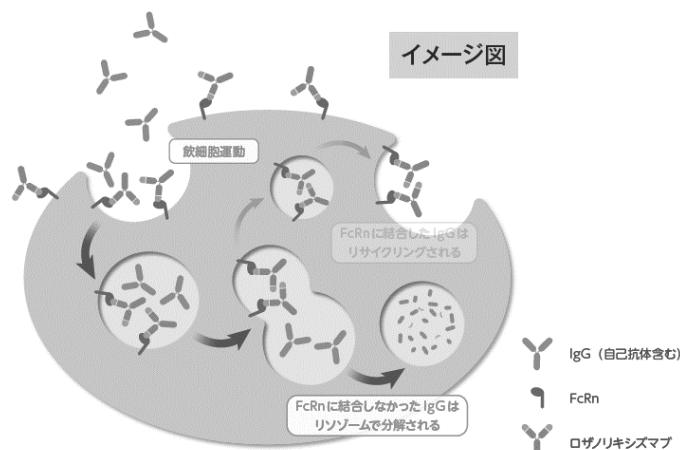 イメージ図
飲細胞運動
FcRnに結合したIgGは
リサイクリングされる
FcRnに結合しなかったIgGは
リソゾームで分解される
IgG（自己抗体含む）
FcRn
ロザノリキシズマブ